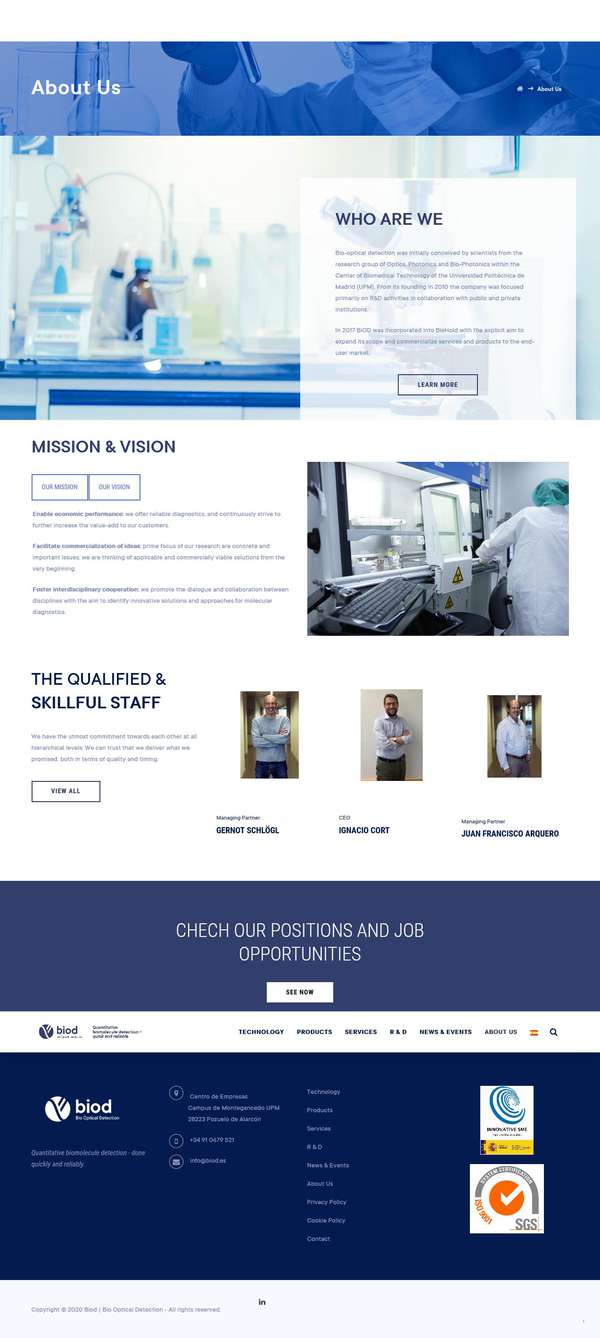 About Us
About Us
WHO ARE WE
Bio-optical detection was initially conceived by scientists from the
research group of Optics, Photonics and Bio-Photonics within the
Center of Biomedical Technology of the Universidad Politécnica de
Madrid (UPM). From its founding in 2010 the company was focused
primarily on R&D activities in collaboration with public and private
institutions.
In 2017 BIOD was incorporated into BioHold with the explicit aim to
expand its scope and commercialize services and products to the end-
user market.
LEARN MORE
MISSION & VISION
OUR MISSION
OUR VISION
Enable economic performance: we offer reliable diagnostics, and continuously strive to
further increase the value-add to our customers.
Facilitate commercialization of ideas: prime focus of our research are concrete and
important issues; we are thinking of applicable and commercially viable solutions from the
very beginning.
Foster interdisciplinary cooperation: we promote the dialogue and collaboration between
disciplines with the aim to identify innovative solutions and approaches for molecular
diagnostics.
THE QUALIFIED &
SKILLFUL STAFF
We have the utmost commitment towards each other at all
hierarchical levels. We can trust that we deliver what we
promised, both in terms of quality and timing.
VIEW ALL
Managing Partner
GERNOT SCHLÖGL
CEO
IGNACIO CORT
Managing Partner
JUAN FRANCISCO ARQUERO
CHECH OUR POSITIONS AND JOB
OPPORTUNITIES
SEE NOW
biod
Quantitative
biomolecule detection -
quick and reliable
TECHNOLOGY
PRODUCTS
SERVICES
R & D
NEWS & EVENTS
ABOUT US
biod
Bio Optical Detection
Quantitative biomolecule detection - done
quickly and reliably.
Centro de Empresas
Campus de Montegancedo UPM
28223 Pozuelo de Alarcón
+34 91 0679 521
info@biod.es
Technology
Products
Services
R & D
News & Events
About Us
Privacy Policy
Cookie Policy
Contact
INNOVATIVE SME
SYSTEM CERTIFICATION
ISO 9001
SGS
in
Copyright © 2020 Biod | Bio Optical Detection - All rights reserved.